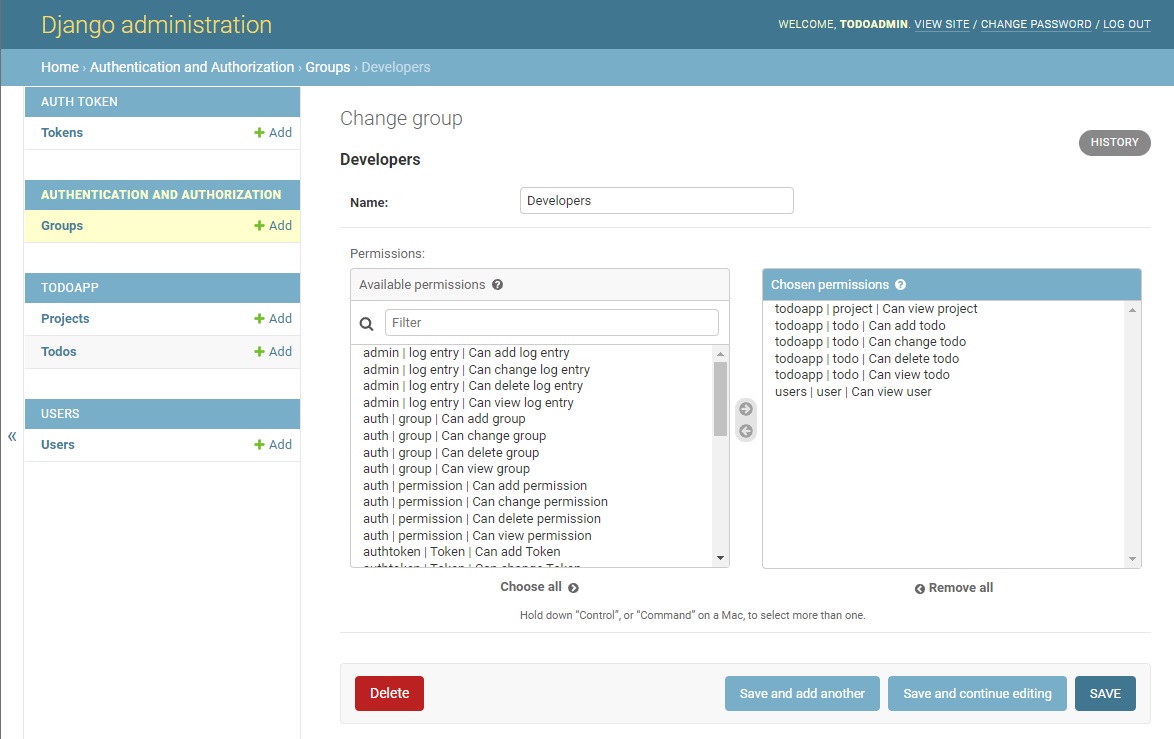 Django administration
WELCOME, TODOADMIN. VIEW SITE / CHANGE PASSWORD / LOG OUT
Home › Authentication and Authorization › Groups › Developers
AUTH TOKEN
Tokens + Add
AUTHENTICATION AND AUTHORIZATION
Groups + Add
TODOAPP
Projects + Add
Todos + Add
USERS
Users + Add
«
Change group
HISTORY
Developers
Name: Developers
Permissions:
Available permissions ?
Filter
admin | log entry | Can add log entry
admin | log entry | Can change log entry
admin | log entry | Can delete log entry
admin | log entry | Can view log entry
auth | group | Can add group
auth | group | Can change group
auth | group | Can delete group
auth | group | Can view group
auth | permission | Can add permission
auth | permission | Can change permission
auth | permission | Can delete permission
auth | permission | Can view permission
authtoken | Token | Can add Token
authtoken | Token | Can change Token
Choose all
Chosen permissions ?
todoapp | project | Can view project
todoapp | todo | Can add todo
todoapp | todo | Can change todo
todoapp | todo | Can delete todo
todoapp | todo | Can view todo
users | user | Can view user
Remove all
Hold down “Control”, or “Command” on a Mac, to select more than one.
Delete
Save and add another
Save and continue editing
SAVE